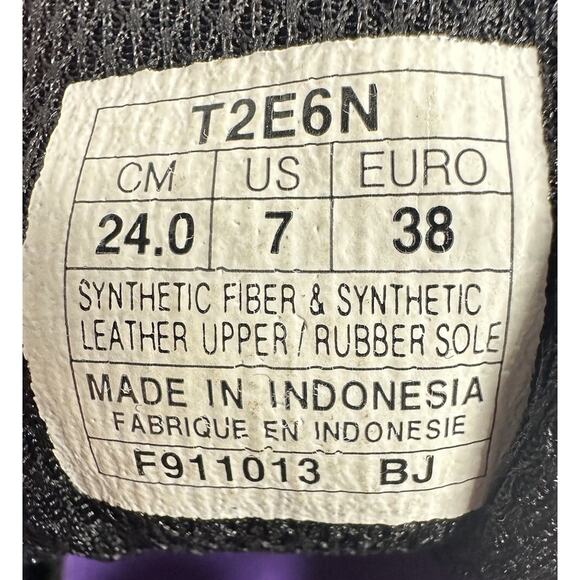 T2E6N
CM US EURO
24.0 7 38
SYNTHETIC FIBER & SYNTHETIC
LEATHER UPPER / RUBBER SOLE
MADE IN INDONESIA
FABRIQUE EN INDONESIE
F911013 BJ